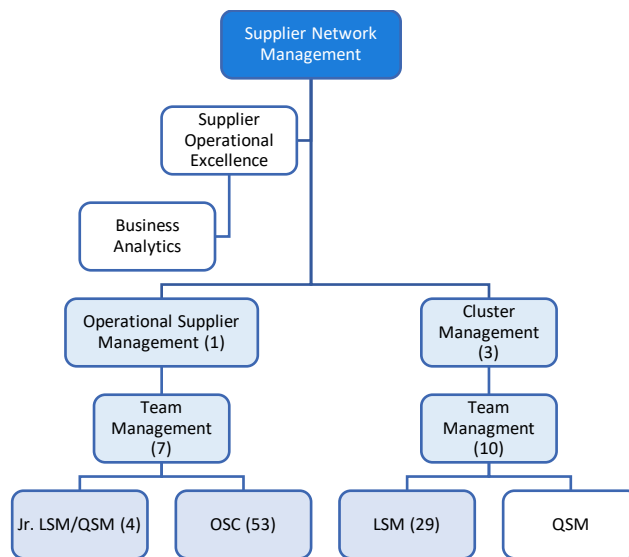 Supplier Network
Management
Supplier
Operational
Excellence
Business
Analytics
Operational Supplier
Management (1)
Cluster
Management
(3)
Team
Management
(7)
Team
Managment
(10)
Jr. LSM/QSM (4)
OSC (53)
LSM (29)
QSM